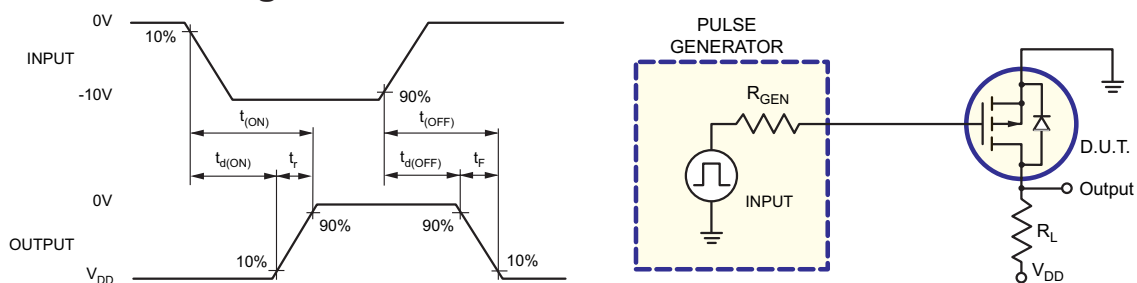 0V
10%
INPUT
-10V
90%
t(ON)
t(OFF)
td(ON)
tr
td(OFF)
tF
0V
90%
90%
OUTPUT
10%
10%
VDD
PULSE
GENERATOR
RGEN
INPUT
D.U.T.
Output
RL
VDD